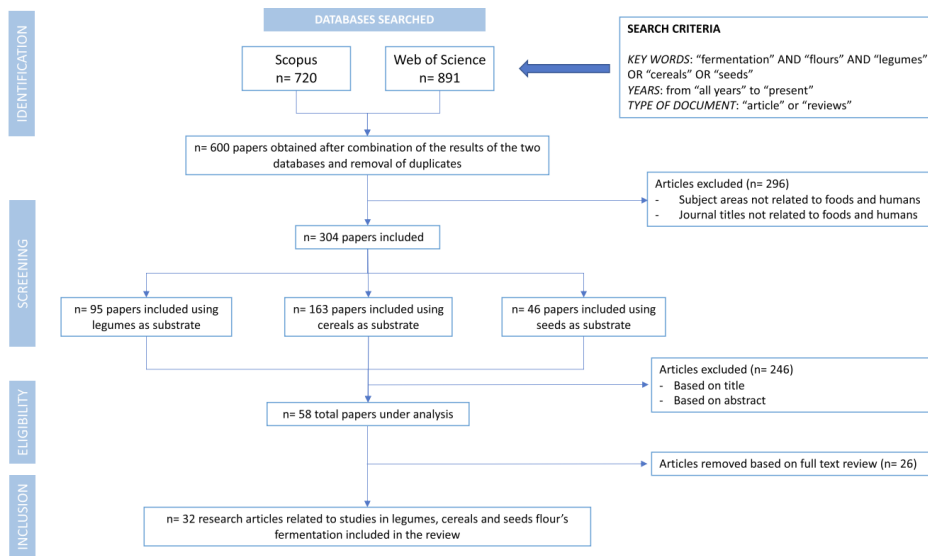 IDENTIFICATION
DATABASES SEARCHED
Scopus
n= 720
Web of Science
n= 891
SEARCH CRITERIA
KEY WORDS: “fermentation” AND “flours” AND “legumes”
OR “cereals” OR “seeds”
YEARS: from “all years” to “present”
TYPE OF DOCUMENT: “article” or “reviews”
n= 600 papers obtained after combination of the results of the two
databases and removal of duplicates
Articles excluded (n= 296)
- Subject areas not related to foods and humans
- Journal titles not related to foods and humans
SCREENING
n= 304 papers included
n= 95 papers included using
legumes as substrate
n= 163 papers included using
cereals as substrate
n= 46 papers included using
seeds as substrate
Articles excluded (n= 246)
- Based on title
- Based on abstract
ELIGIBILITY
n= 58 total papers under analysis
Articles removed based on full text review (n= 26)
INCLUSION
n= 32 research articles related to studies in legumes, cereals and seeds flour’s
fermentation included in the review